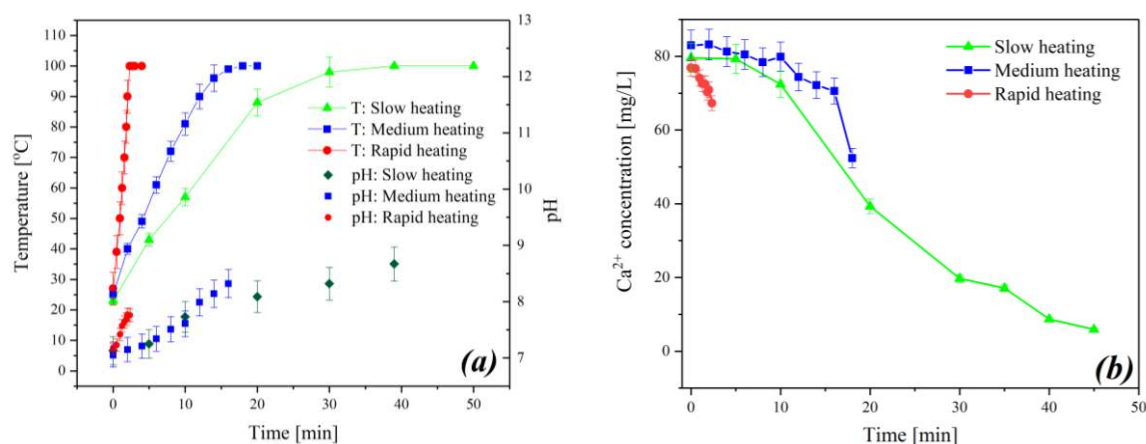 110
100
90
80
70
60
50
40
30
20
10
0
Temperature [°C]
13
12
11
10
9
8
7
pH
T: Slow heating
T: Medium heating
T: Rapid heating
pH: Slow heating
pH: Medium heating
pH: Rapid heating
(a)
0 10 20 30 40 50
Time [min]
100
80
60
40
20
0
Ca²⁺ concentration [mg/L]
Slow heating
Medium heating
Rapid heating
(b)
0 10 20 30 40 50
Time [min]